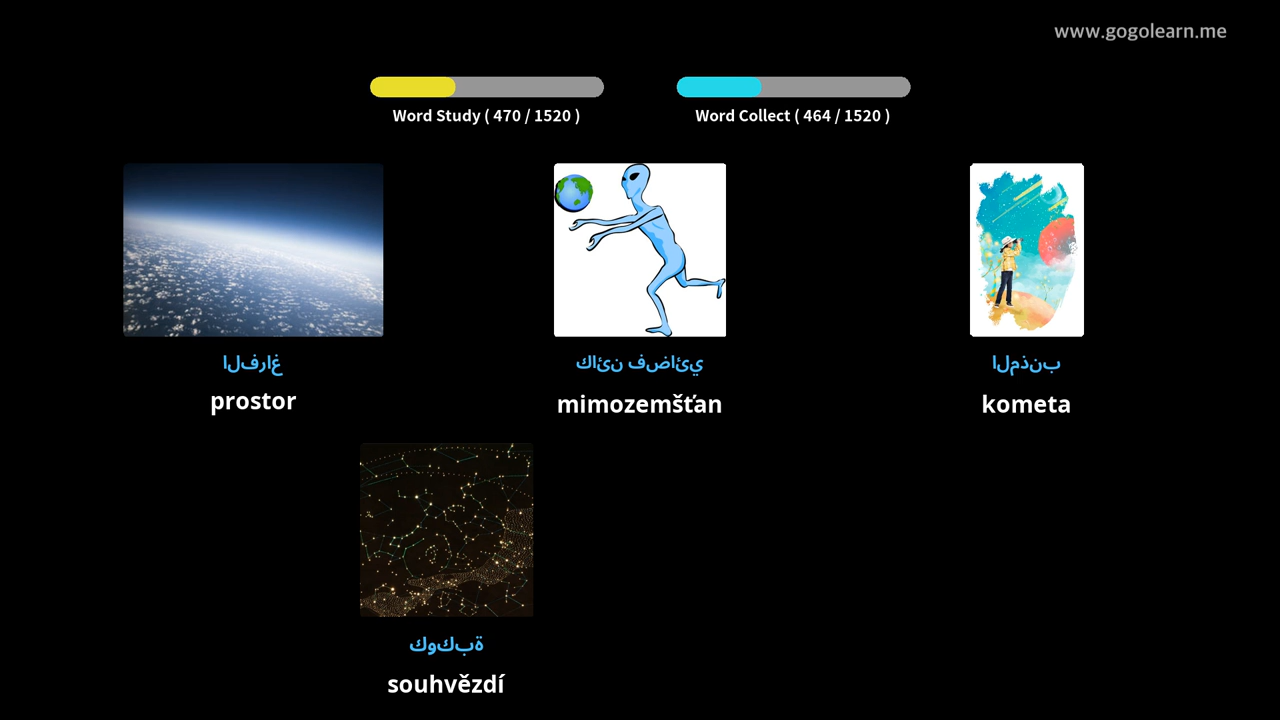 www.gogolearn.me
Word Study ( 470 / 1520 )
Word Collect ( 464 / 1520 )
الفراغ
prostor
كائن فضائي
mimozemšťan
المذنب
kometa
كوكبة
souhvězdí